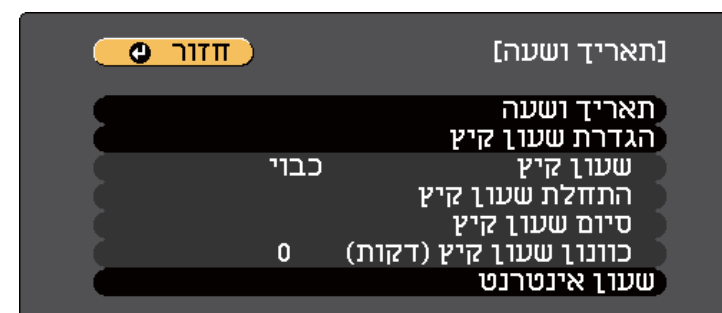 [תאריך ושעה]
חזור
תאריך ושעה
הגדרת שעון קיץ
שעון קיץ כבוי
התחלת שעון קיץ
סיום שעון קיץ
כוונון שעון קיץ (דקות) 0
שעון אינטרנט